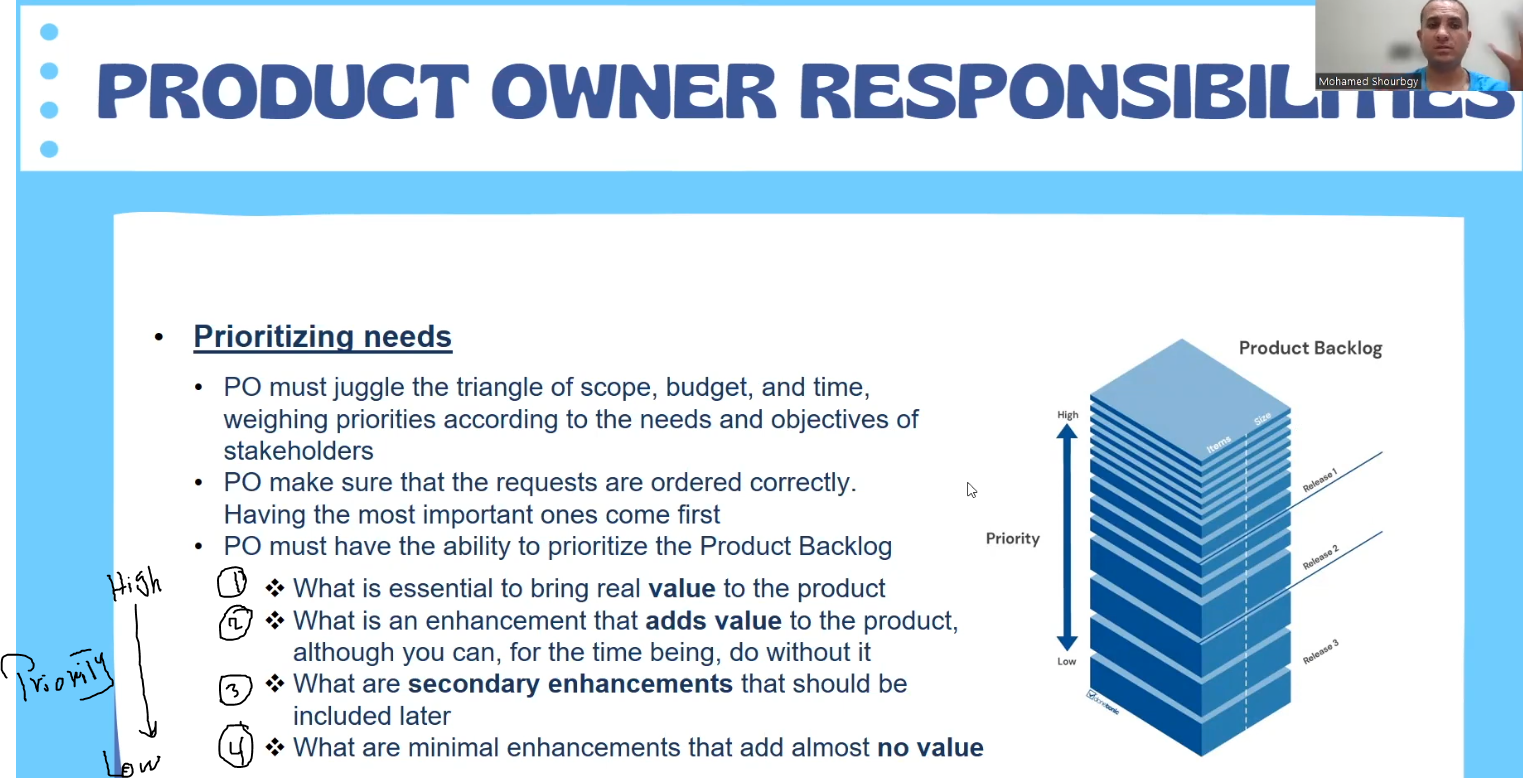 PRODUCT OWNER RESPONSIBILITIES
Mohamed Shourbgy
• Prioritizing needs
• PO must juggle the triangle of scope, budget, and time,
weighing priorities according to the needs and objectives of
stakeholders
• PO make sure that the requests are ordered correctly.
Having the most important ones come first
• PO must have the ability to prioritize the Product Backlog
High
1 ❖ What is essential to bring real value to the product
2 ❖ What is an enhancement that adds value to the product,
although you can, for the time being, do without it
Priority
3 ❖ What are secondary enhancements that should be
included later
4 ❖ What are minimal enhancements that add almost no value
Low
Product Backlog
High
Items
Size
Release 1
Priority
Release 2
Low
Release 3